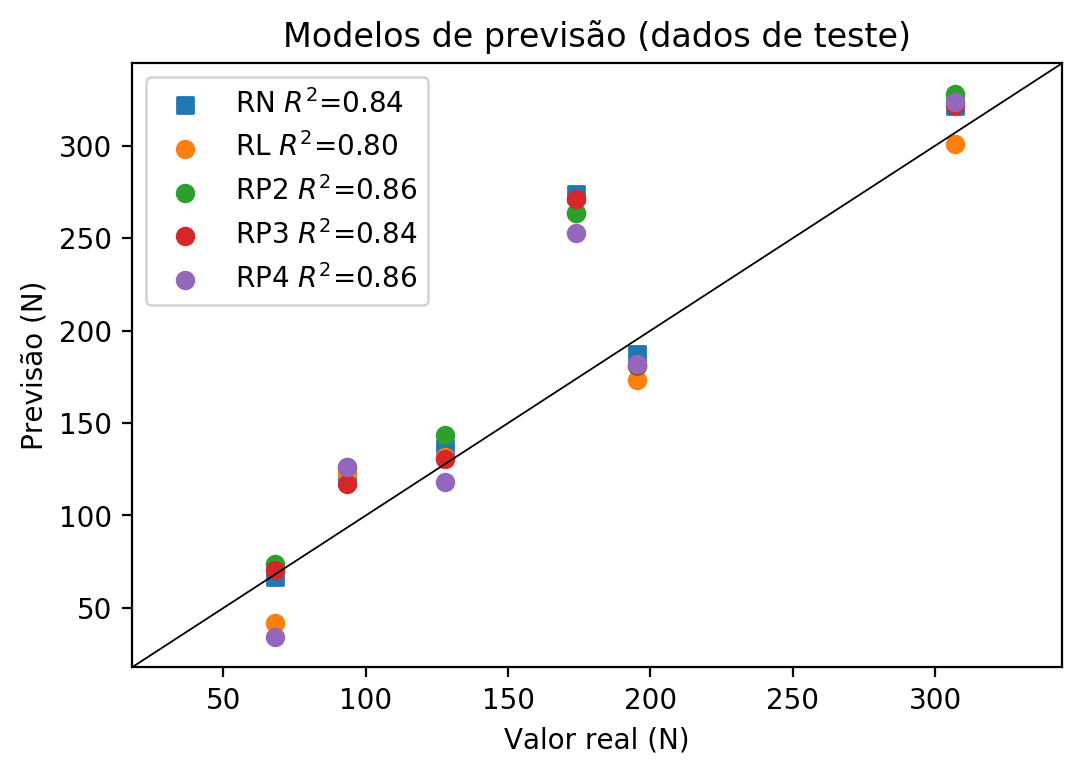 Modelos de previsão (dados de teste)
RN R²=0.84
RL R²=0.80
RP2 R²=0.86
RP3 R²=0.84
RP4 R²=0.86
Previsão (N)
300
250
200
150
100
50
50 100 150 200 250 300
Valor real (N)